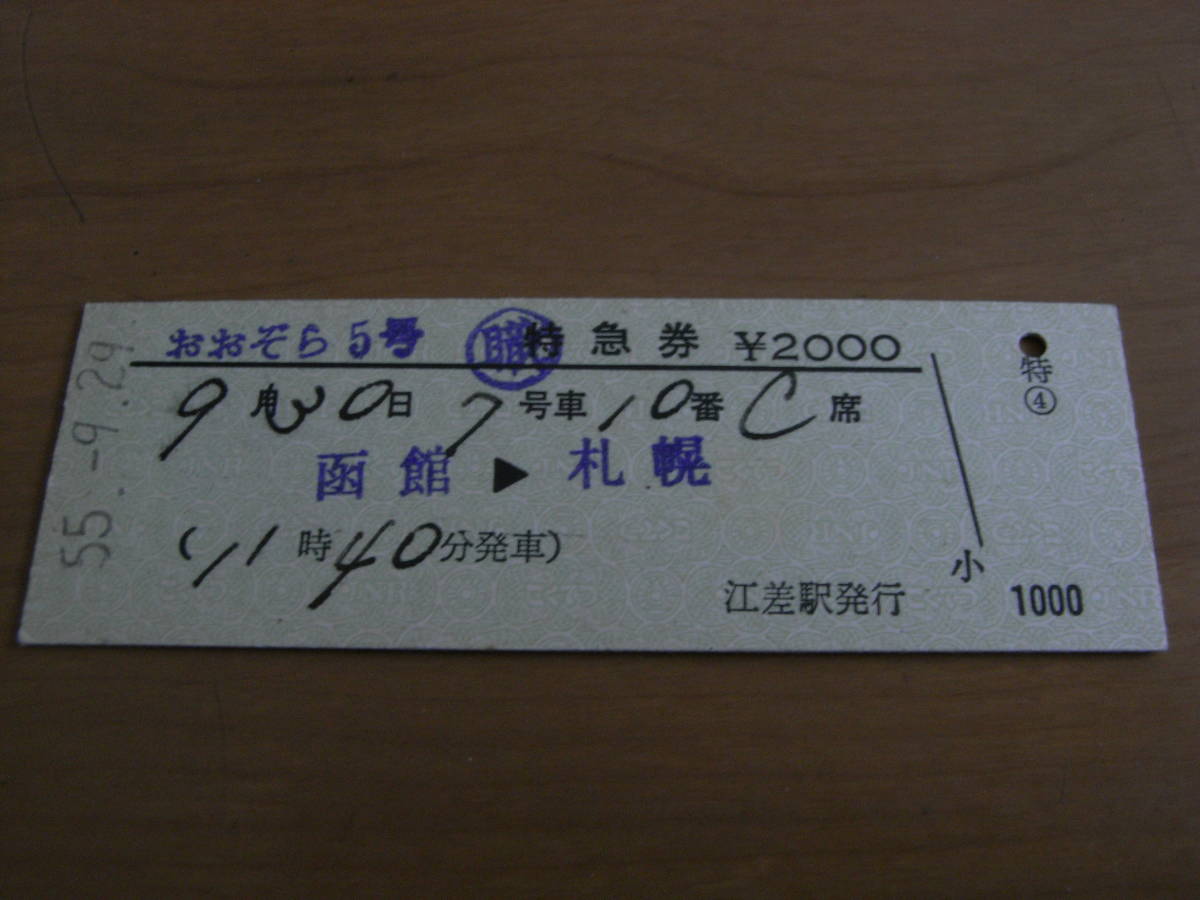 おおぞら5号 職 特急券 ¥2000
9月30日 7号車 10番 C席
函館▶札幌
(11時40分発車)
江差駅発行
特
④
小
1000
55.-9.29